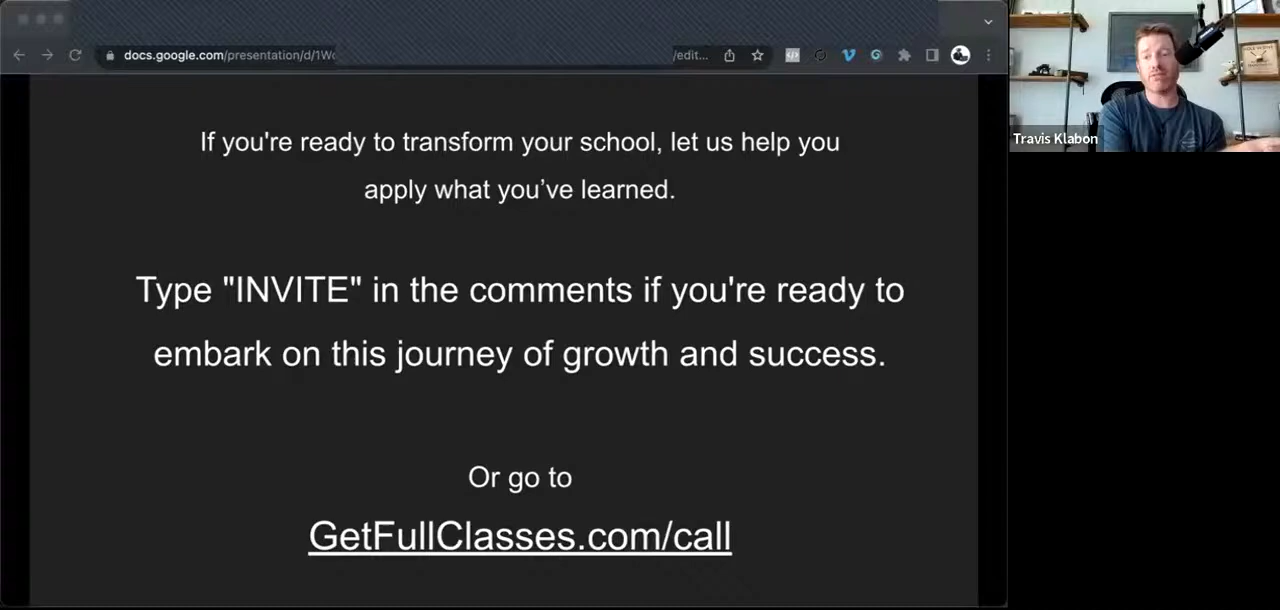 docs.google.com/presentation/d/1Wc
/edit...
If you're ready to transform your school, let us help you
apply what you’ve learned.
Type "INVITE" in the comments if you're ready to
embark on this journey of growth and success.
Or go to
GetFullClasses.com/call
Travis Klabon